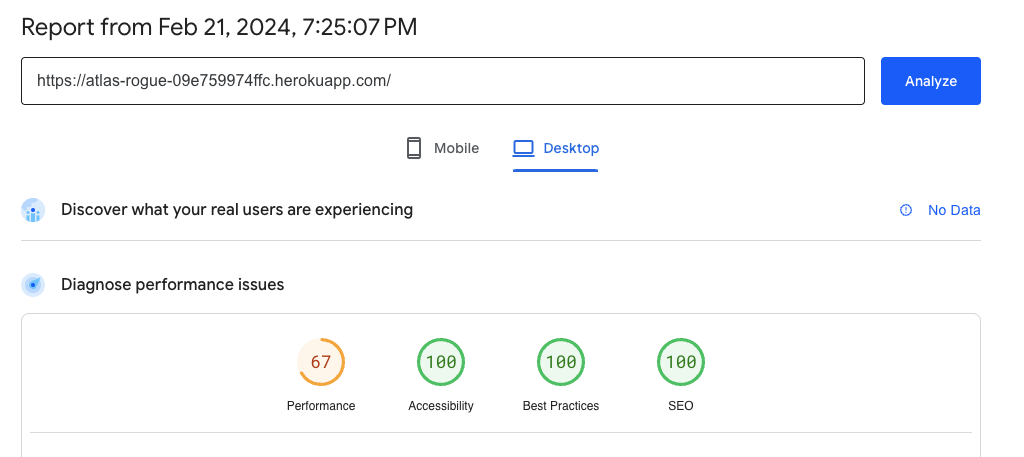 Report from Feb 21, 2024, 7:25:07 PM
https://atlas-rogue-09e759974ffc.herokuapp.com/
Analyze
Mobile
Desktop
Discover what your real users are experiencing
No Data
Diagnose performance issues
67
100
100
100
Performance
Accessibility
Best Practices
SEO